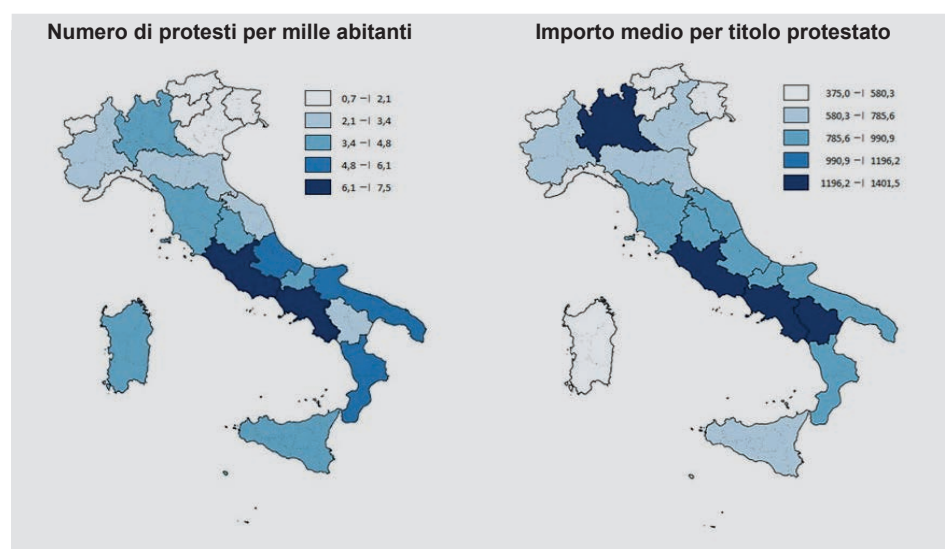 Numero di protesti per mille abitanti
0,7 −| 2,1
2,1 −| 3,4
3,4 −| 4,8
4,8 −| 6,1
6,1 −| 7,5
Importo medio per titolo protestato
375,0 −| 580,3
580,3 −| 785,6
785,6 −| 990,9
990,9 −| 1196,2
1196,2 −| 1401,5